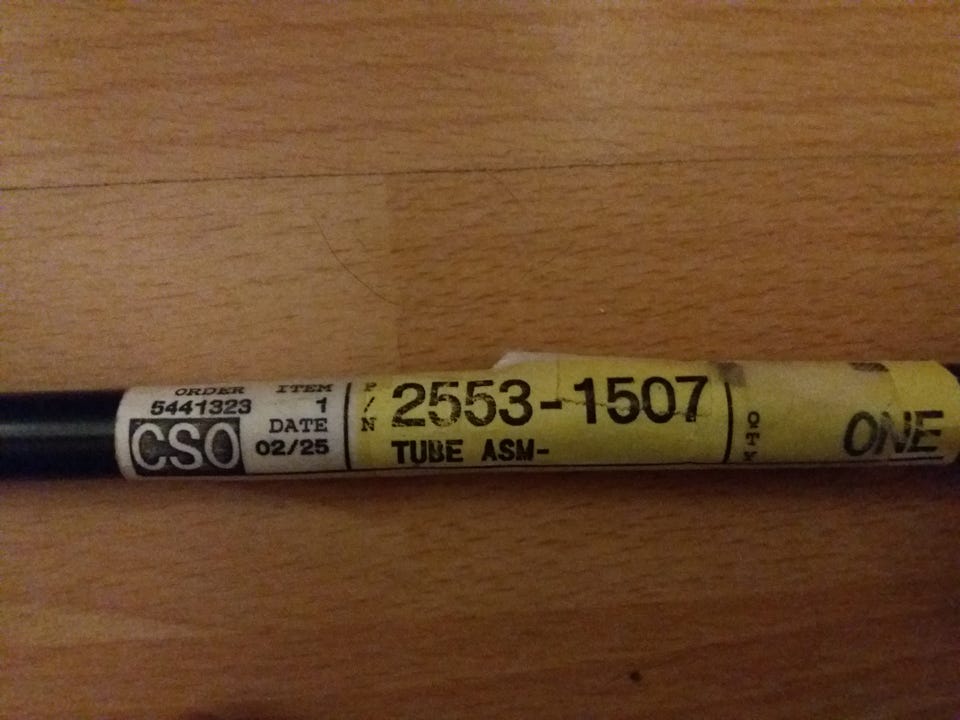 ORDER ITEM
5441323 1
CSO DATE
02/25
P/N 2553-1507
TUBE ASM-
QTY ONE